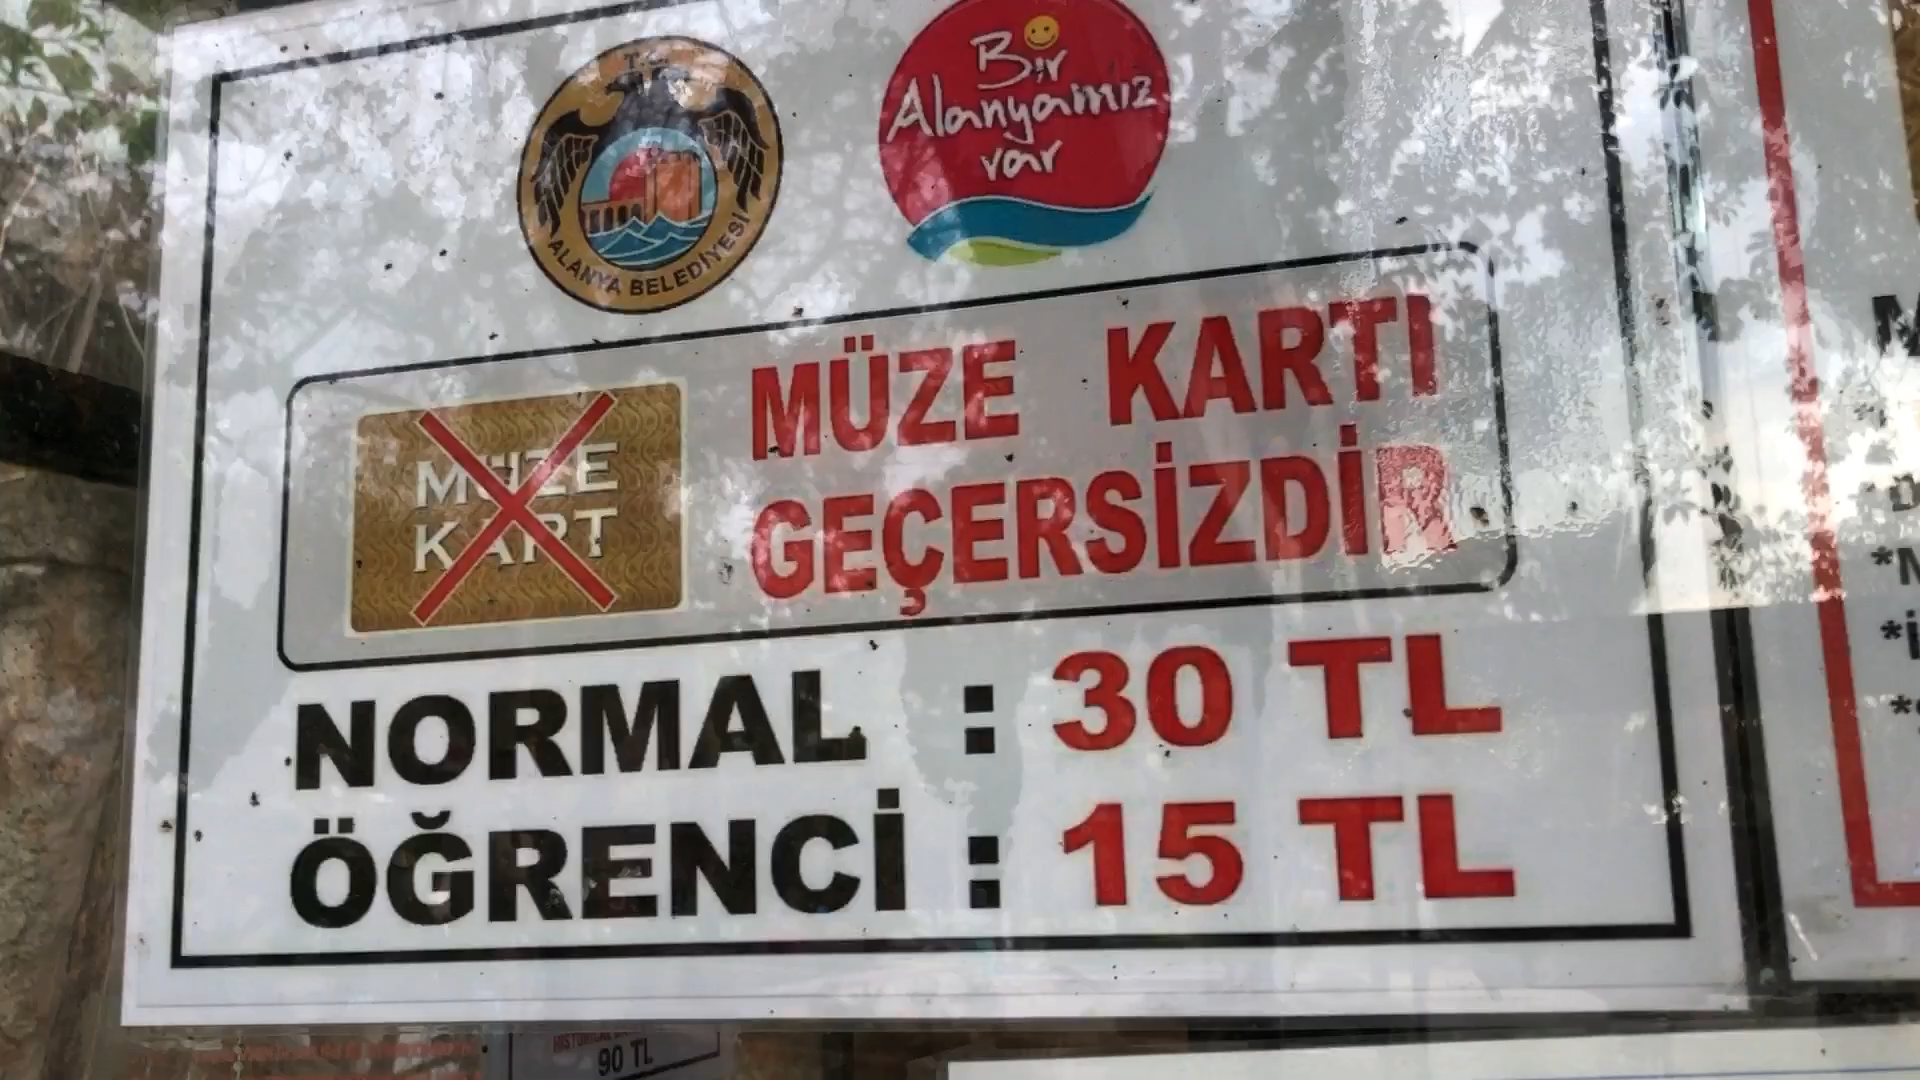 T.C.
ALANYA BELEDİYESİ
Bir
Alanyamız
var
MÜZE
KART
MÜZE KARTI
GEÇERSİZDİR
NORMAL : 30 TL
ÖĞRENCİ : 15 TL
90 TL